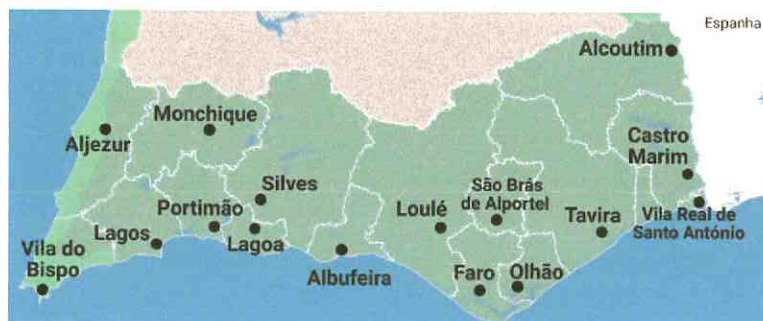 Espanha
Alcoutim
Monchique
Aljezur
Castro
Marim
Silves
São Brás
de Alportel
Portimão
Loulé
Tavira
Vila Real de
Santo António
Lagos
Lagoa
Vila do
Bispo
Albufeira
Faro
Olhão